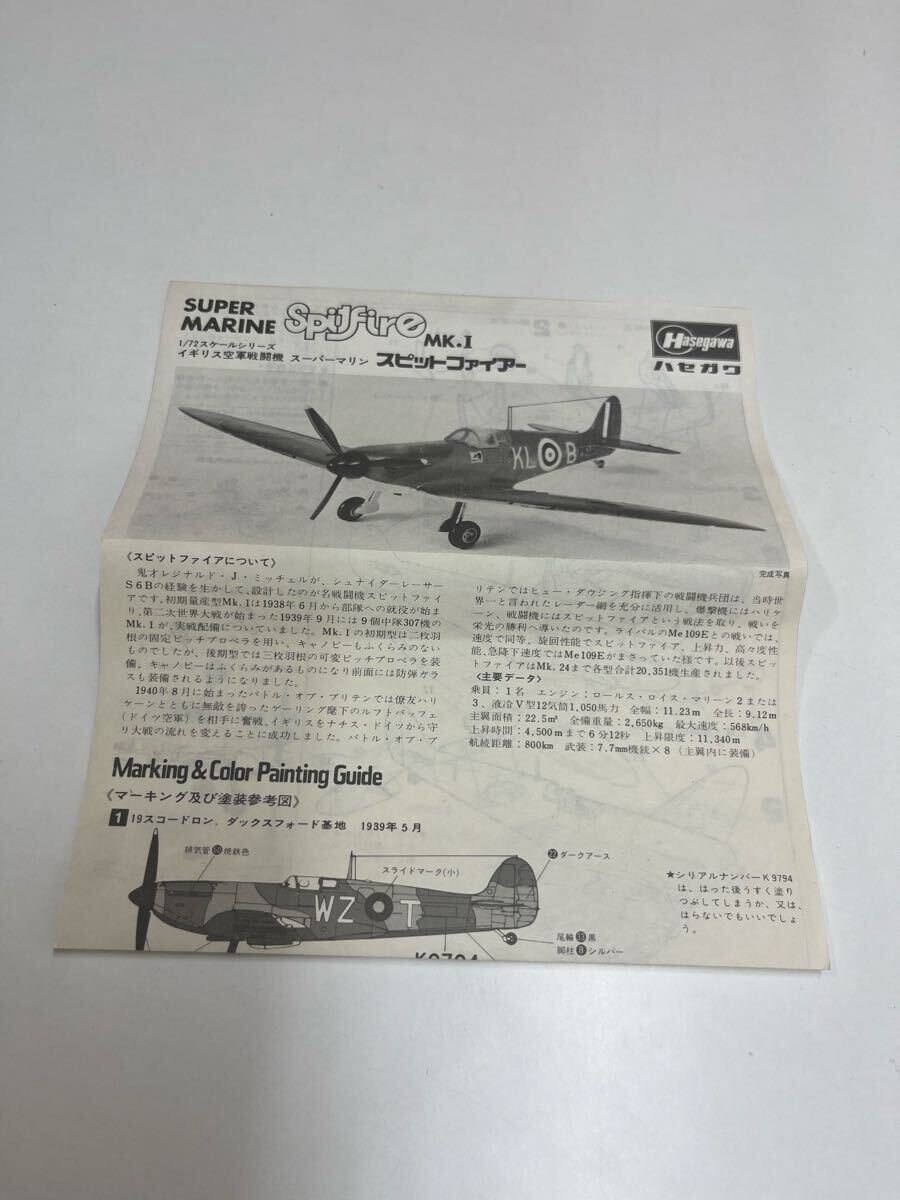 SUPER
MARINE Spitfire MK.I
1/72スケールシリーズ
イギリス空軍戦闘機 スーパーマリン スピットファイアー
Hasegawa
ハセガワ
KL B
完成写真
《スピットファイアについて》
鬼才レジナルド・J・ミッチェルが、シュナイダーレーサー
S6Bの経験を生かして、設計したのが名戦闘機スピットファイ
アです。初期量産型Mk.Iは1938年6月から部隊への就役が始ま
り、第二次世界大戦が始まった1939年9月には9個中隊307機の
Mk.Iが、実戦配備についていました。Mk.Iの初期型は二枚羽
根の固定ピッチプロペラを用い、キャノピーもふくらみのない
ものでしたが、後期型では三枚羽根の可変ピッチプロペラを装
備、キャノピーはふくらみがあるものになり前面には防弾ガラ
スも装備されるようになりました。
1940年8月に始まったバトル・オブ・ブリテンでは僚友ハリ
ケーンとともに無敵を誇ったゲーリング麾下のルフトバッフェ
(ドイツ空軍)を相手に奮戦、イギリスをナチス・ドイツから守
り大戦の流れを変えることに成功しました。バトル・オブ・ブ
リテンではヒュー・ダウジング指揮下の戦闘機兵団は、当時世
界一と言われたレーダー網を充分に活用し、爆撃機にはハリケ
ーン、戦闘機にはスピットファイアという戦法を取り、戦いを
栄光の勝利へ導いたのです。ライバルのMe109Eとの戦いでは、
速度で同等、旋回性能でスピットファイア、上昇力、高々度性
能、急降下速度ではMe109Eがまさっていた様です。以後スピッ
トファイアはMk.24まで各型合計20,351機生産されました。
〈主要データ〉
乗員:1名 エンジン:ロールス・ロイス・マリーン2または
3、液冷V型12気筒1,050馬力 全幅:11.23m 全長:9.12m
主翼面積:22.5m² 全備重量:2,650kg 最大速度:568km/h
上昇時間:4,500mまで6分12秒 上昇限度:11,340m
航続距離:800km 武装:7.7mm機銃×8(主翼内に装備)
Marking & Color Painting Guide
《マーキング及び塗装参考図》
1 19スコードロン、ダックスフォード基地 1939年5月
排気管60焼鉄色
スライドマーク(小)
22ダークアース
WZ T
K9794
尾輪33黒
脚柱8シルバー
★シリアルナンバーK9794
は、はった後うすく塗り
つぶしてしまうか、又は、
はらないでもいいでしょ
う。